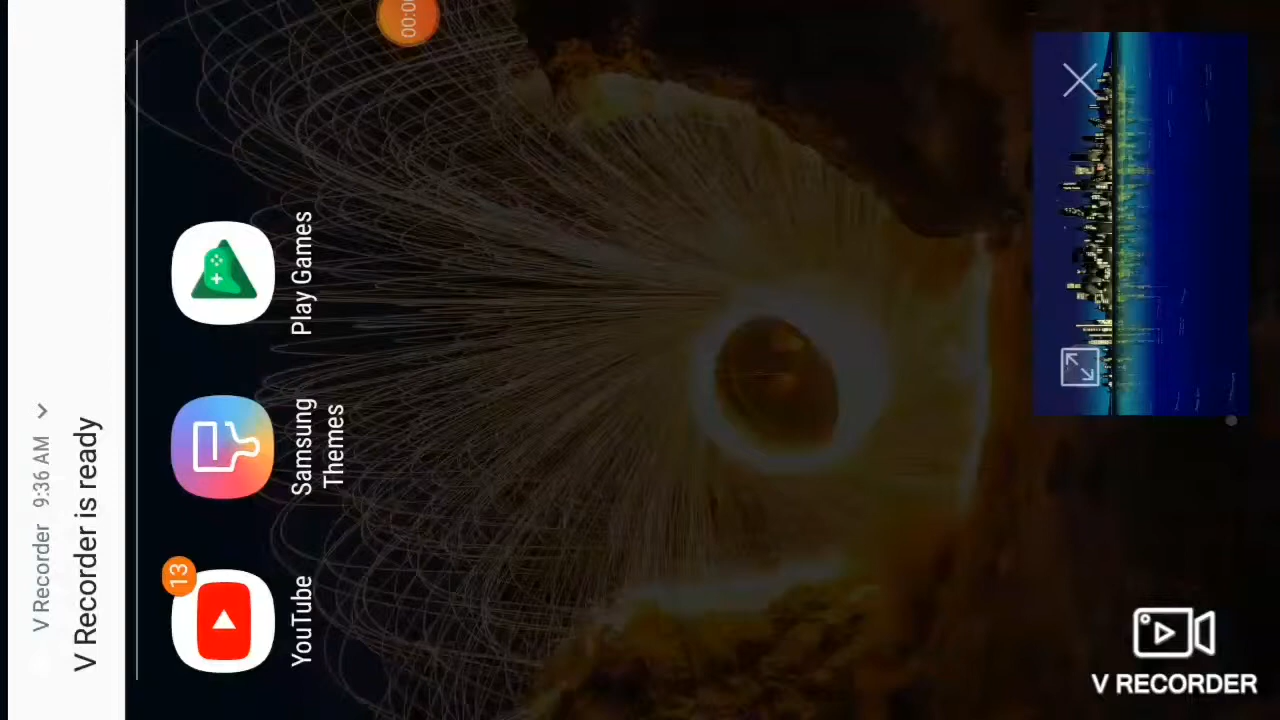 V Recorder 9:36 AM
V Recorder is ready
13
YouTube
Samsung
Themes
Play Games
V RECORDER